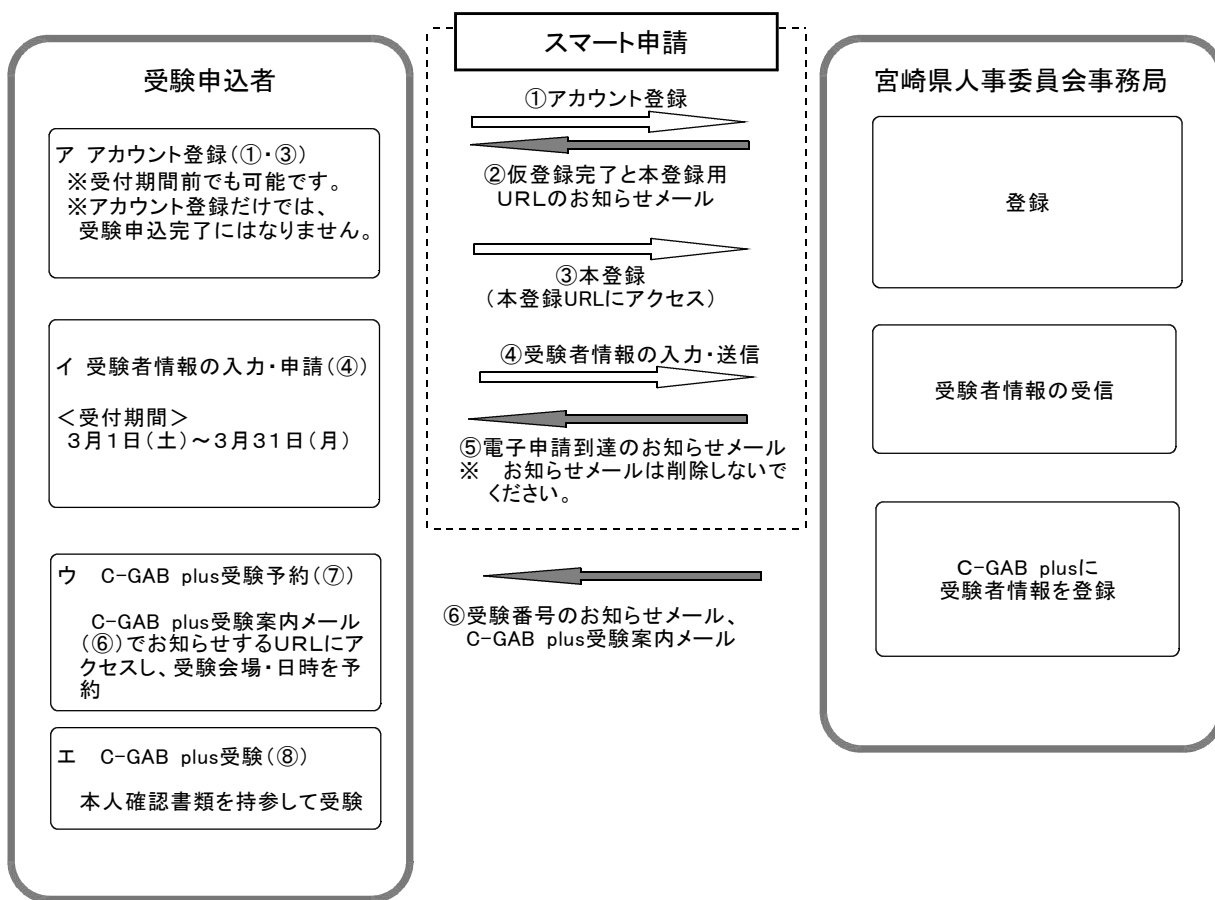 受験申込者
ア アカウント登録(①・③)
※受付期間前でも可能です。
※アカウント登録だけでは、
受験申込完了にはなりません。
イ 受験者情報の入力・申請(④)
＜受付期間＞
３月１日(土)～３月３１日(月)
ウ C-GAB plus受験予約(⑦)
C-GAB plus受験案内メール
(⑥)でお知らせするＵＲＬにア
クセスし、受験会場・日時を予
約
エ C-GAB plus受験(⑧)
本人確認書類を持参して受験
スマート申請
①アカウント登録
②仮登録完了と本登録用
ＵＲＬのお知らせメール
③本登録
(本登録URLにアクセス)
④受験者情報の入力・送信
⑤電子申請到達のお知らせメール
※ お知らせメールは削除しないで
ください。
⑥受験番号のお知らせメール、
C-GAB plus受験案内メール
宮崎県人事委員会事務局
登録
受験者情報の受信
C-GAB plusに
受験者情報を登録